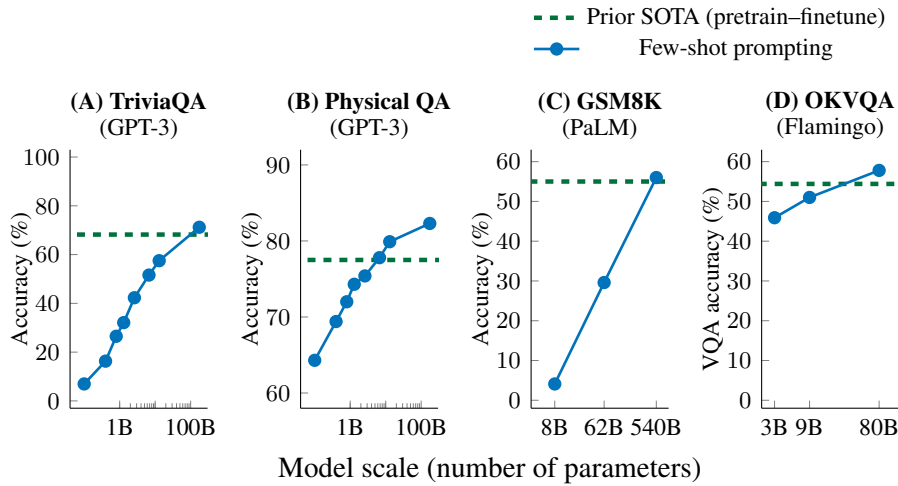 Prior SOTA (pretrain–finetune)
Few-shot prompting
(A) TriviaQA
(GPT-3)
Accuracy (%)
100
80
60
40
20
0
1B
100B
(B) Physical QA
(GPT-3)
Accuracy (%)
90
80
70
60
1B
100B
(C) GSM8K
(PaLM)
Accuracy (%)
60
50
40
30
20
10
0
8B
62B
540B
(D) OKVQA
(Flamingo)
VQA accuracy (%)
60
50
40
30
20
10
0
3B
9B
80B
Model scale (number of parameters)